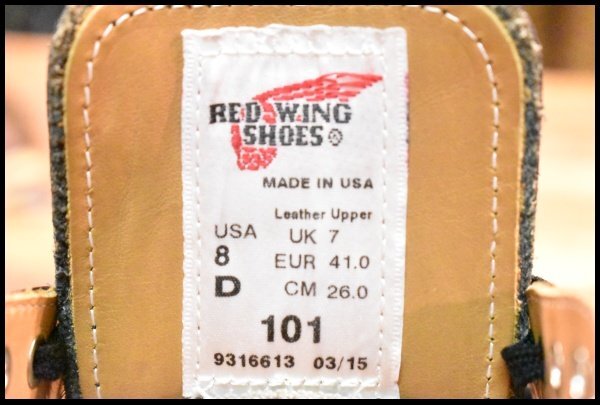 RED WING
SHOES®
MADE IN USA
Leather Upper
USA UK 7
8 EUR 41.0
D CM 26.0
101
9316613 03/15